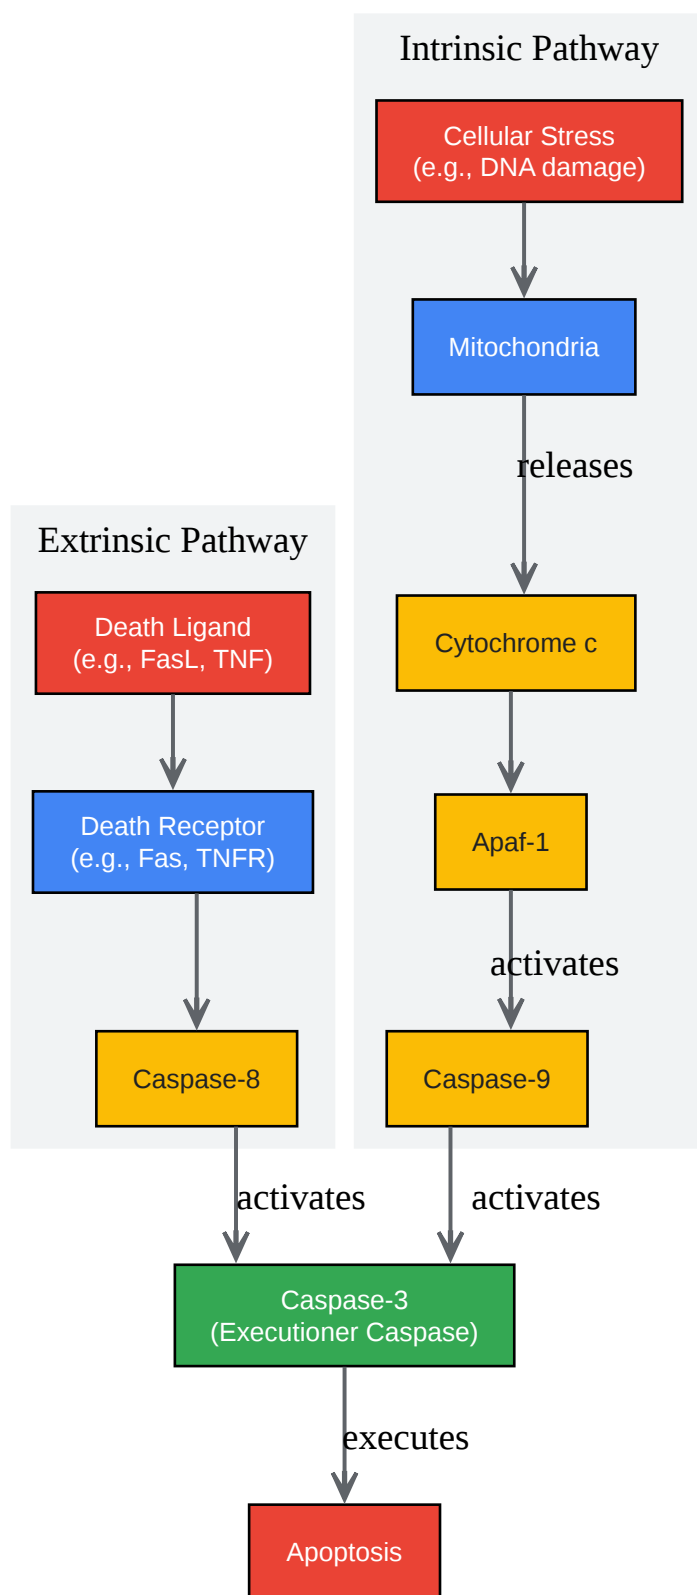 Intrinsic Pathway
Cellular Stress
(e.g., DNA damage)
Mitochondria
releases
Cytochrome c
Apaf-1
activates
Caspase-9
activates
Extrinsic Pathway
Death Ligand
(e.g., FasL, TNF)
Death Receptor
(e.g., Fas, TNFR)
Caspase-8
activates
Caspase-3
(Executioner Caspase)
executes
Apoptosis